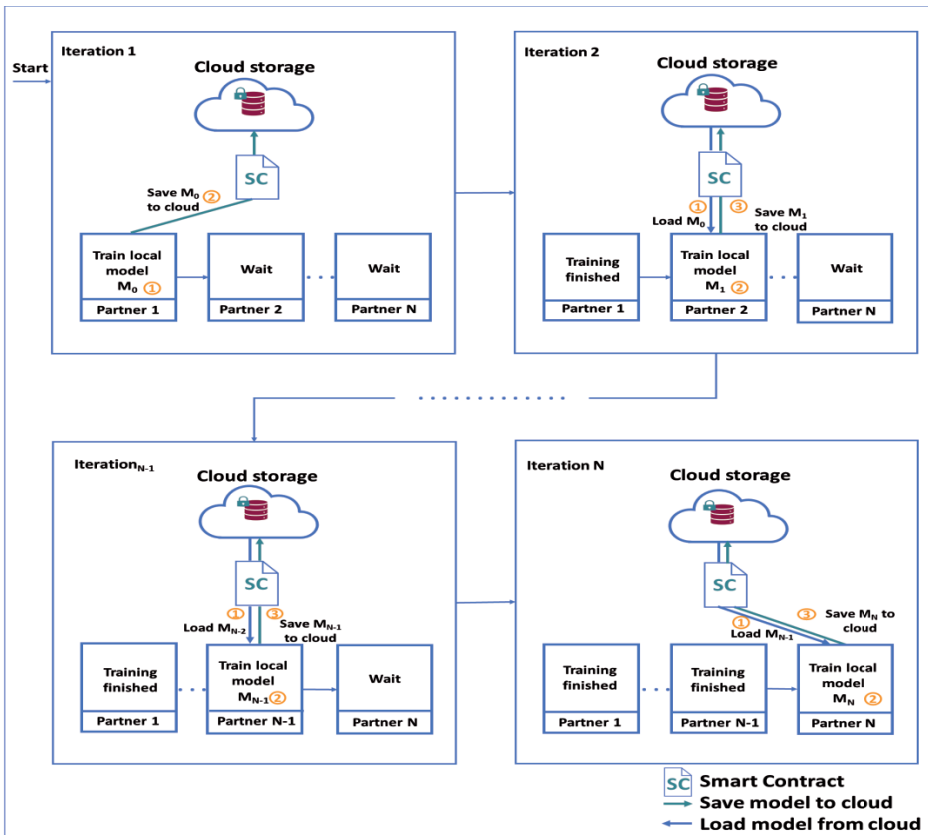 Start
Iteration 1
Cloud storage
SC
Save M0 ②
to cloud
Train local
model
M0 ①
Partner 1
Wait
Partner 2
Wait
Partner N
Iteration 2
Cloud storage
SC
①
③
Load M0
Save M1
to cloud
Training
finished
Partner 1
Train local
model
M1 ②
Partner 2
Wait
Partner N
IterationN-1
Cloud storage
SC
①
③
Load MN-2
Save MN-1
to cloud
Training
finished
Partner 1
Train local
model
MN-1 ②
Partner N-1
Wait
Partner N
Iteration N
Cloud storage
SC
①
③
Load MN-1
Save MN to
cloud
Training
finished
Partner 1
Training
finished
Partner N-1
Train local
model
MN ②
Partner N
SC Smart Contract
Save model to cloud
Load model from cloud